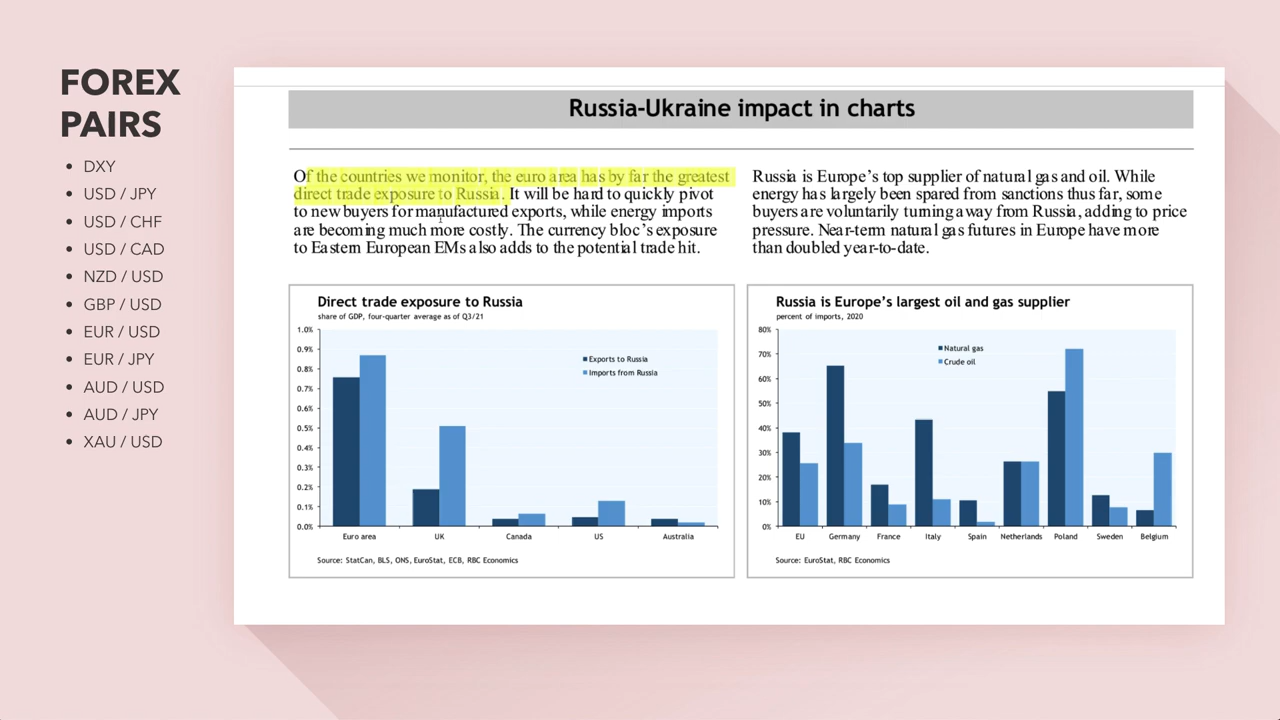 FOREX
PAIRS
• DXY
• USD / JPY
• USD / CHF
• USD / CAD
• NZD / USD
• GBP / USD
• EUR / USD
• EUR / JPY
• AUD / USD
• AUD / JPY
• XAU / USD
Russia-Ukraine impact in charts
Of the countries we monitor, the euro area has by far the greatest
direct trade exposure to Russia. It will be hard to quickly pivot
to new buyers for manufactured exports, while energy imports
are becoming much more costly. The currency bloc's exposure
to Eastern European EMs also adds to the potential trade hit.
Russia is Europe's top supplier of natural gas and oil. While
energy has largely been spared from sanctions thus far, some
buyers are voluntarily turning away from Russia, adding to price
pressure. Near-term natural gas futures in Europe have more
than doubled year-to-date.
Direct trade exposure to Russia
share of GDP, four-quarter average as of Q3/21
1.0%
0.9%
0.8%
0.7%
0.6%
0.5%
0.4%
0.3%
0.2%
0.1%
0.0%
Exports to Russia
Imports from Russia
Euro area UK Canada US Australia
Source: StatCan, BLS, ONS, EuroStat, ECB, RBC Economics
Russia is Europe's largest oil and gas supplier
percent of imports, 2020
80%
70%
60%
50%
40%
30%
20%
10%
0%
Natural gas
Crude oil
EU Germany France Italy Spain Netherlands Poland Sweden Belgium
Source: EuroStat, RBC Economics